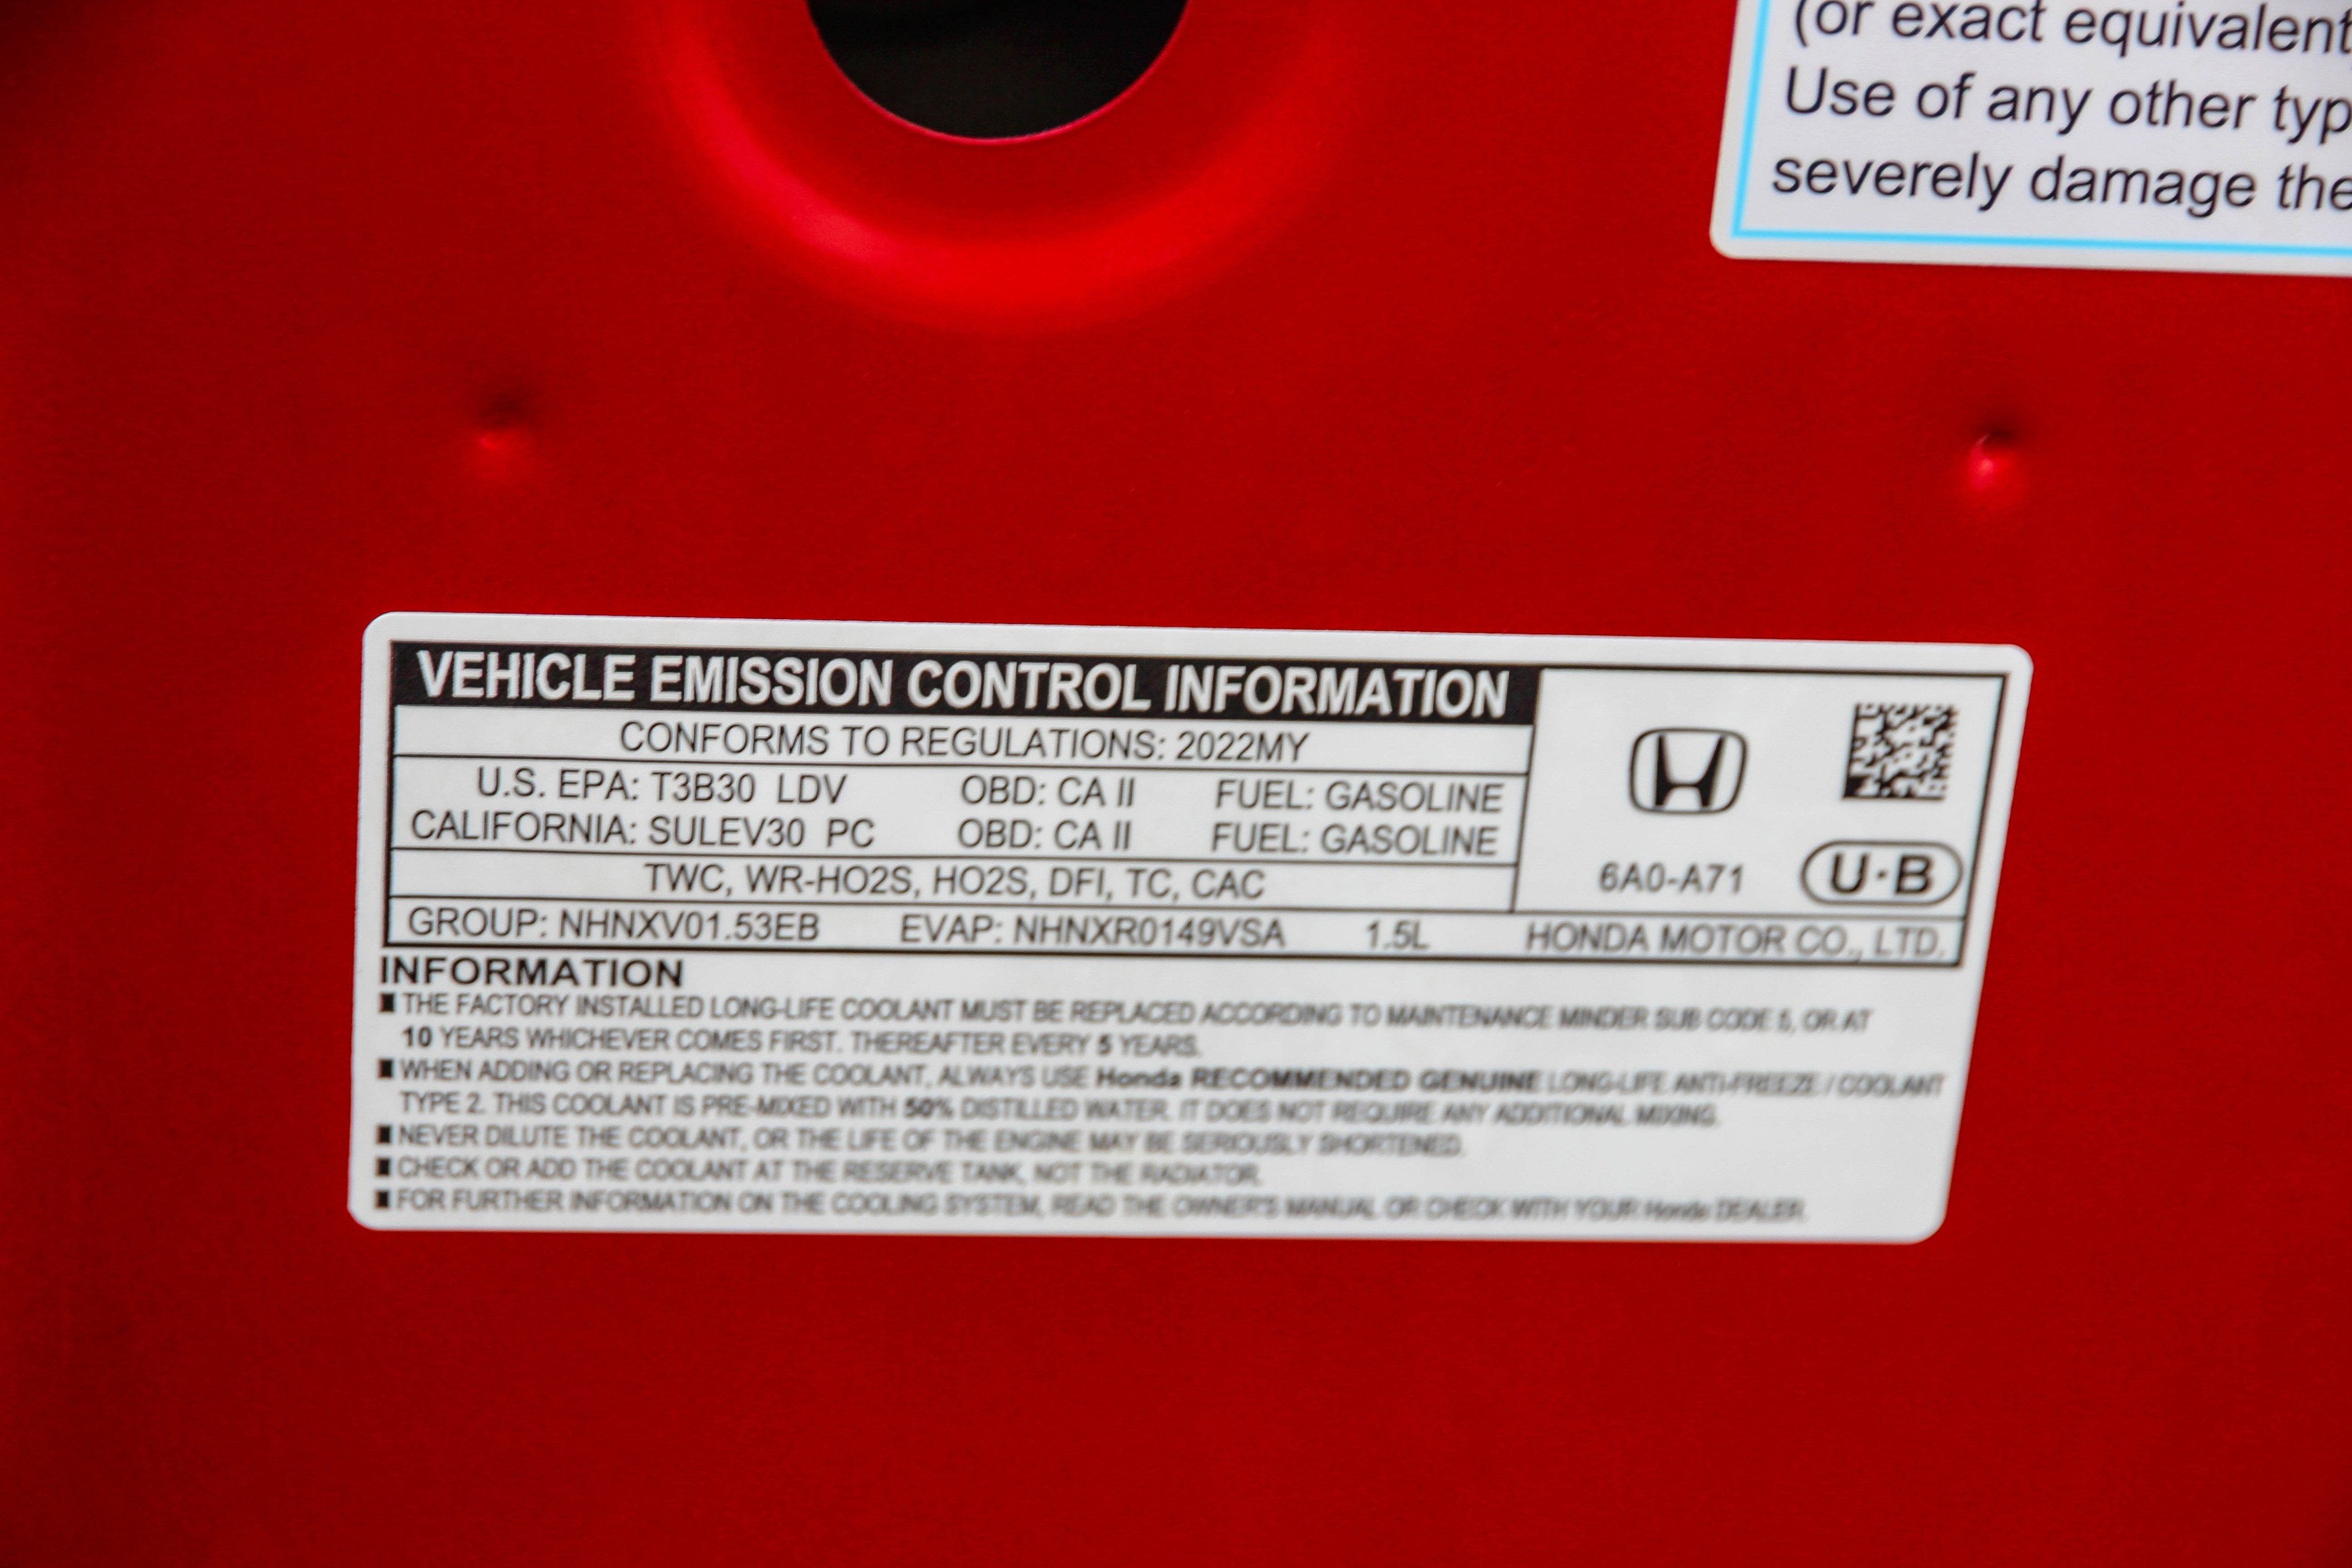 (or exact equivalent
Use of any other typ
severely damage the
VEHICLE EMISSION CONTROL INFORMATION
CONFORMS TO REGULATIONS: 2022MY
U.S. EPA: T3B30 LDV OBD: CA II FUEL: GASOLINE
CALIFORNIA: SULEV30 PC OBD: CA II FUEL: GASOLINE
TWC, WR-HO2S, HO2S, DFI, TC, CAC
6A0-A71 U·B
GROUP: NHNXV01.53EB EVAP: NHNXR0149VSA 1.5L HONDA MOTOR CO., LTD.
INFORMATION
■ THE FACTORY INSTALLED LONG-LIFE COOLANT MUST BE REPLACED ACCORDING TO MAINTENANCE MINDER SUB CODE 5, OR AT
10 YEARS WHICHEVER COMES FIRST. THEREAFTER EVERY 5 YEARS.
■ WHEN ADDING OR REPLACING THE COOLANT, ALWAYS USE Honda RECOMMENDED GENUINE LONG-LIFE ANTI-FREEZE / COOLANT
TYPE 2. THIS COOLANT IS PRE-MIXED WITH 50% DISTILLED WATER. IT DOES NOT REQUIRE ANY ADDITIONAL MIXING.
■ NEVER DILUTE THE COOLANT, OR THE LIFE OF THE ENGINE MAY BE SERIOUSLY SHORTENED.
■ CHECK OR ADD THE COOLANT AT THE RESERVE TANK, NOT THE RADIATOR.
■ FOR FURTHER INFORMATION ON THE COOLING SYSTEM, READ THE OWNER'S MANUAL OR CHECK WITH YOUR Honda DEALER.